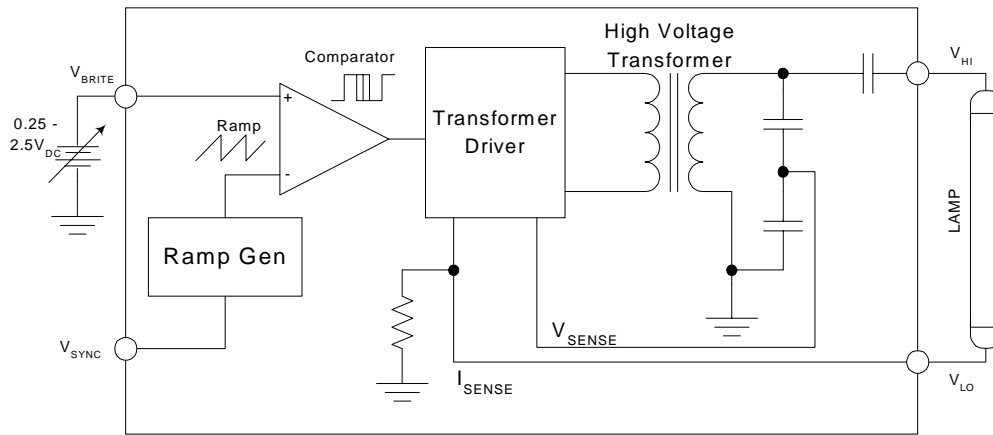 High Voltage
Transformer
V_HI
Comparator
V_BRITE
+
Transformer
Driver
0.25 -
2.5V_DC
Ramp
-
LAMP
Ramp Gen
V_SENSE
V_SYNC
I_SENSE
V_LO